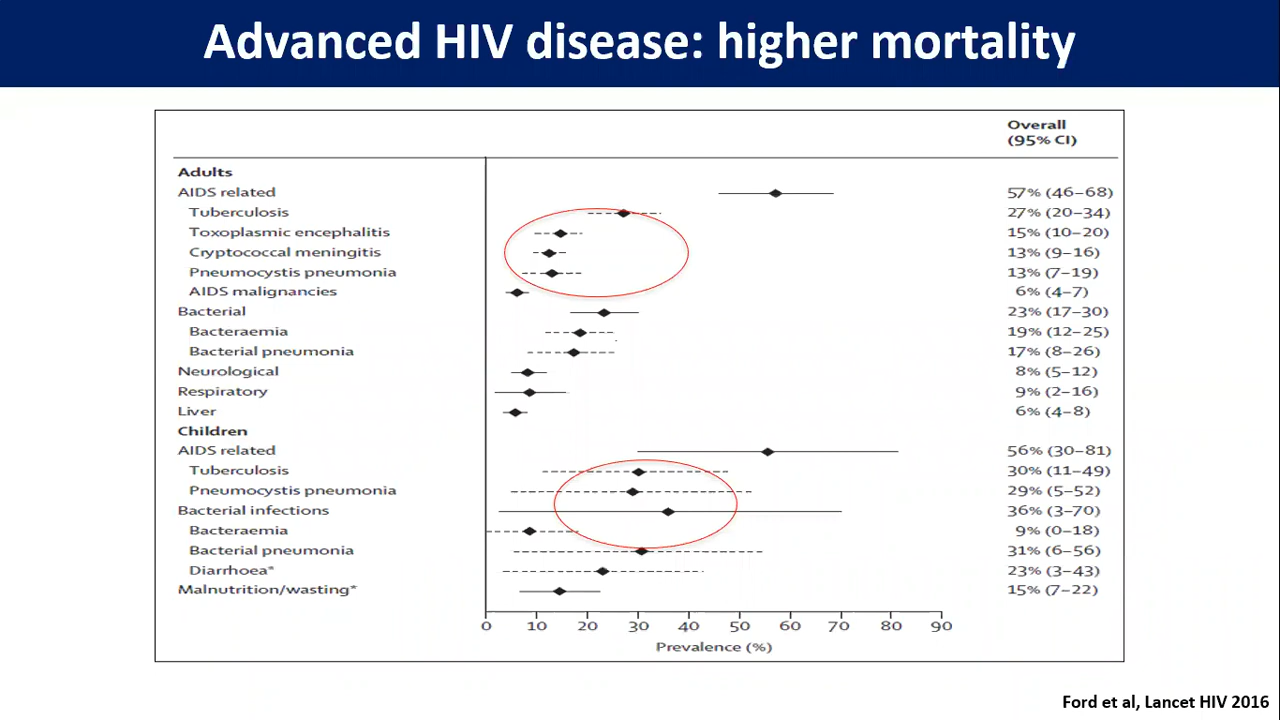 Advanced HIV disease: higher mortality
Overall
(95% CI)
Adults
AIDS related 57% (46–68)
Tuberculosis 27% (20–34)
Toxoplasmic encephalitis 15% (10–20)
Cryptococcal meningitis 13% (9–16)
Pneumocystis pneumonia 13% (7–19)
AIDS malignancies 6% (4–7)
Bacterial 23% (17–30)
Bacteraemia 19% (12–25)
Bacterial pneumonia 17% (8–26)
Neurological 8% (5–12)
Respiratory 9% (2–16)
Liver 6% (4–8)
Children
AIDS related 56% (30–81)
Tuberculosis 30% (11–49)
Pneumocystis pneumonia 29% (5–52)
Bacterial infections 36% (3–70)
Bacteraemia 9% (0–18)
Bacterial pneumonia 31% (6–56)
Diarrhoea* 23% (3–43)
Malnutrition/wasting* 15% (7–22)
0 10 20 30 40 50 60 70 80 90
Prevalence (%)
Ford et al, Lancet HIV 2016